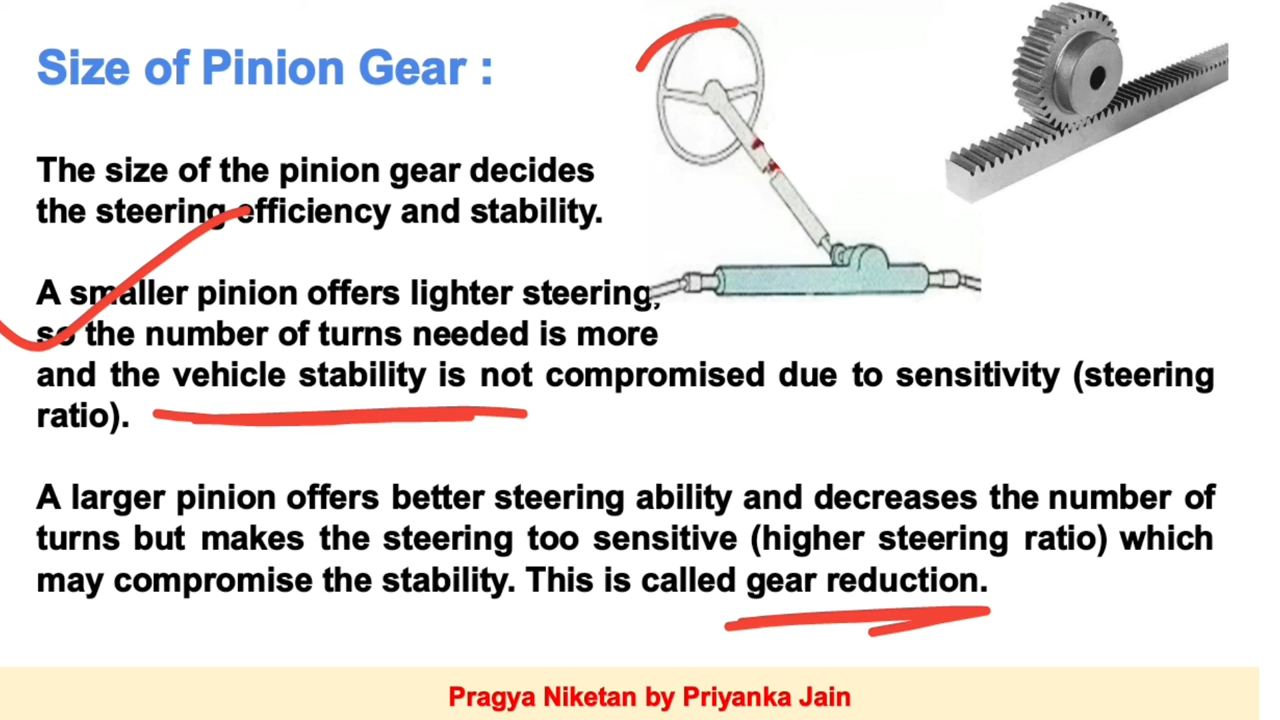 Size of Pinion Gear :
The size of the pinion gear decides
the steering efficiency and stability.
A smaller pinion offers lighter steering,
so the number of turns needed is more
and the vehicle stability is not compromised due to sensitivity (steering
ratio).
A larger pinion offers better steering ability and decreases the number of
turns but makes the steering too sensitive (higher steering ratio) which
may compromise the stability. This is called gear reduction.
Pragya Niketan by Priyanka Jain